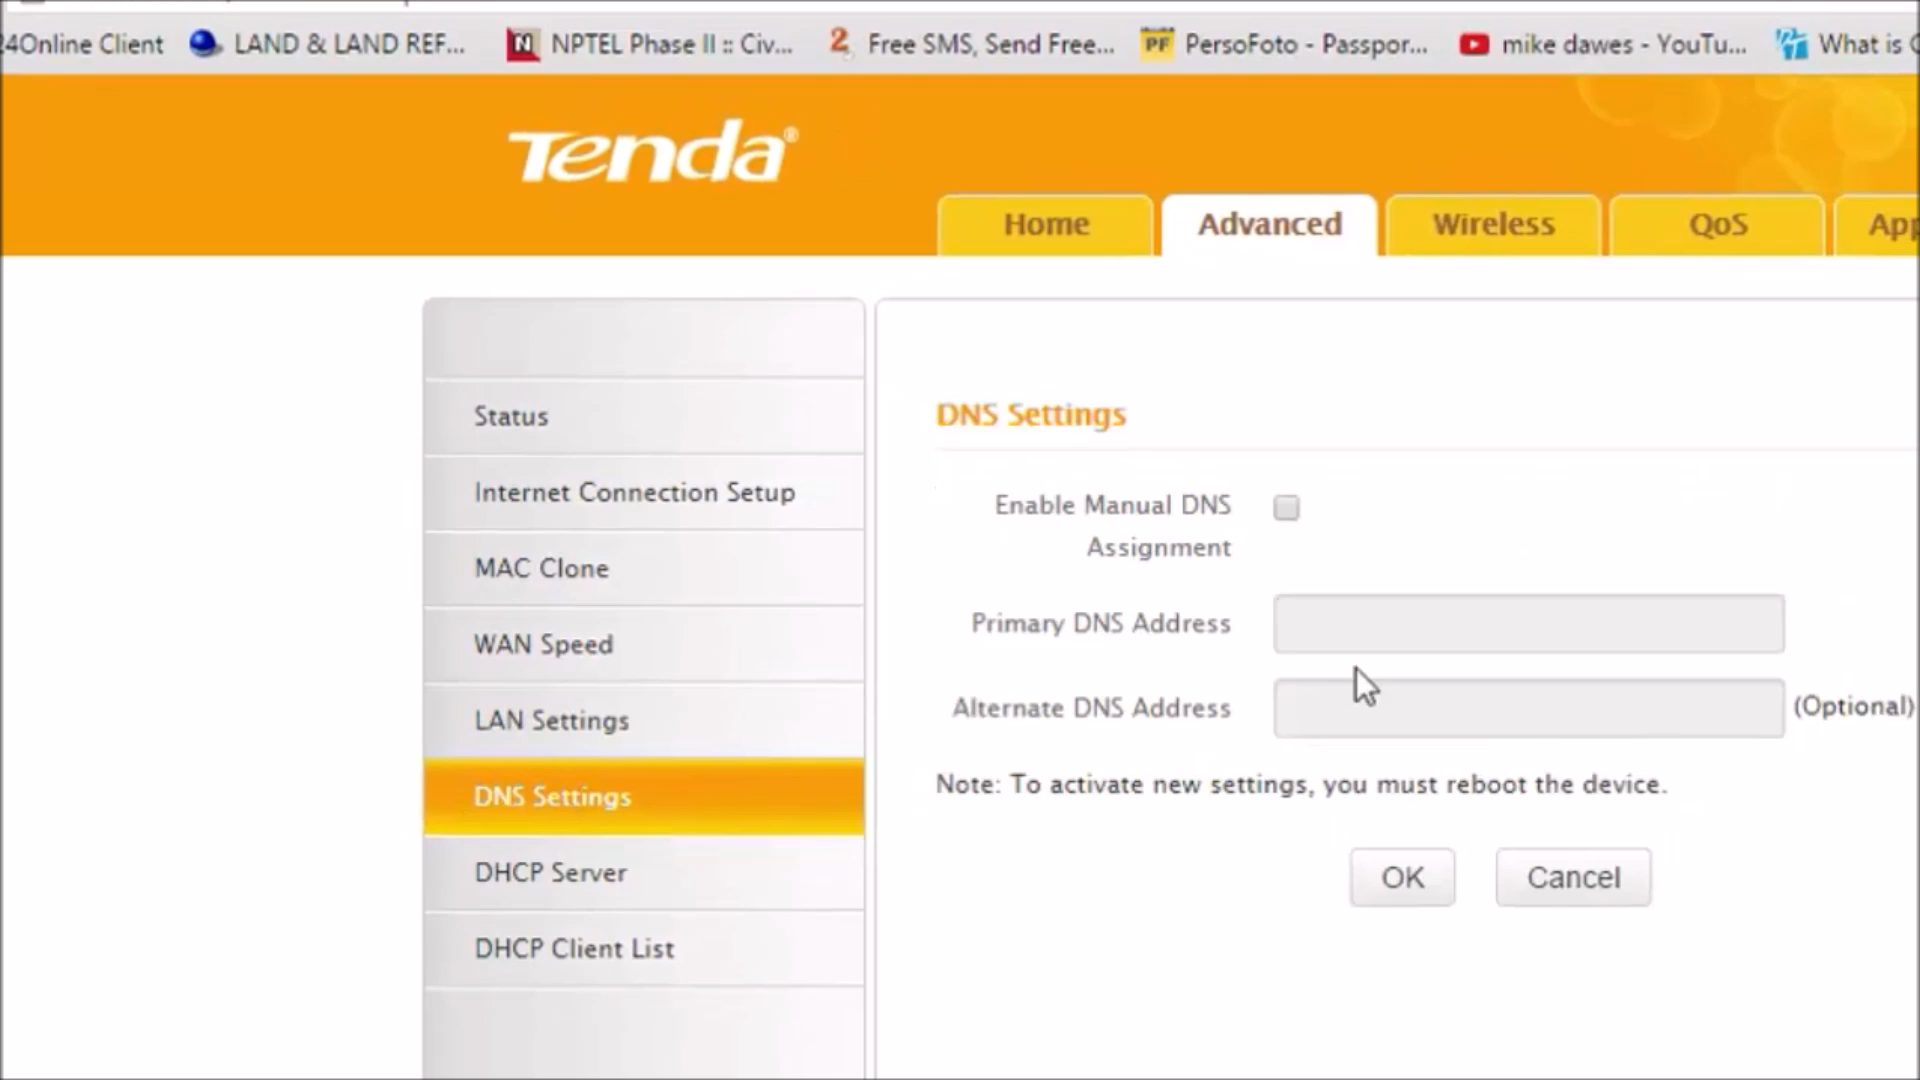 4Online Client LAND & LAND REF... NPTEL Phase II :: Civ... Free SMS, Send Free... PersoFoto - Passpor... mike dawes - YouTu... What is
Tenda®
Home Advanced Wireless QoS App
Status
Internet Connection Setup
MAC Clone
WAN Speed
LAN Settings
DNS Settings
DHCP Server
DHCP Client List
DNS Settings
Enable Manual DNS
Assignment
Primary DNS Address
Alternate DNS Address (Optional)
Note: To activate new settings, you must reboot the device.
OK Cancel